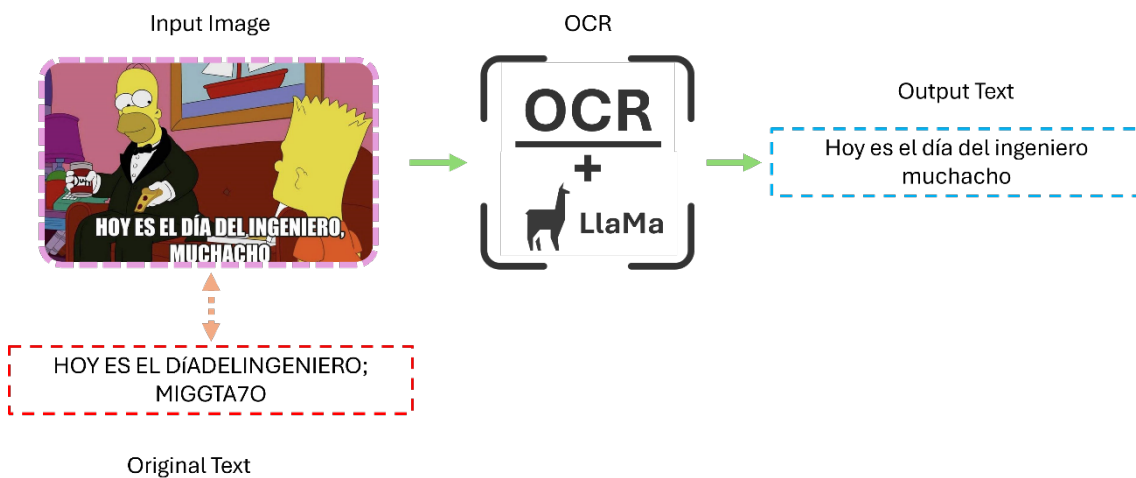 Input Image
OCR
HOY ES EL DÍA DEL INGENIERO,
MUCHACHO
OCR
+
LlaMa
Output Text
Hoy es el día del ingeniero
muchacho
HOY ES EL DíADELINGENIERO;
MIGGTA7O
Original Text